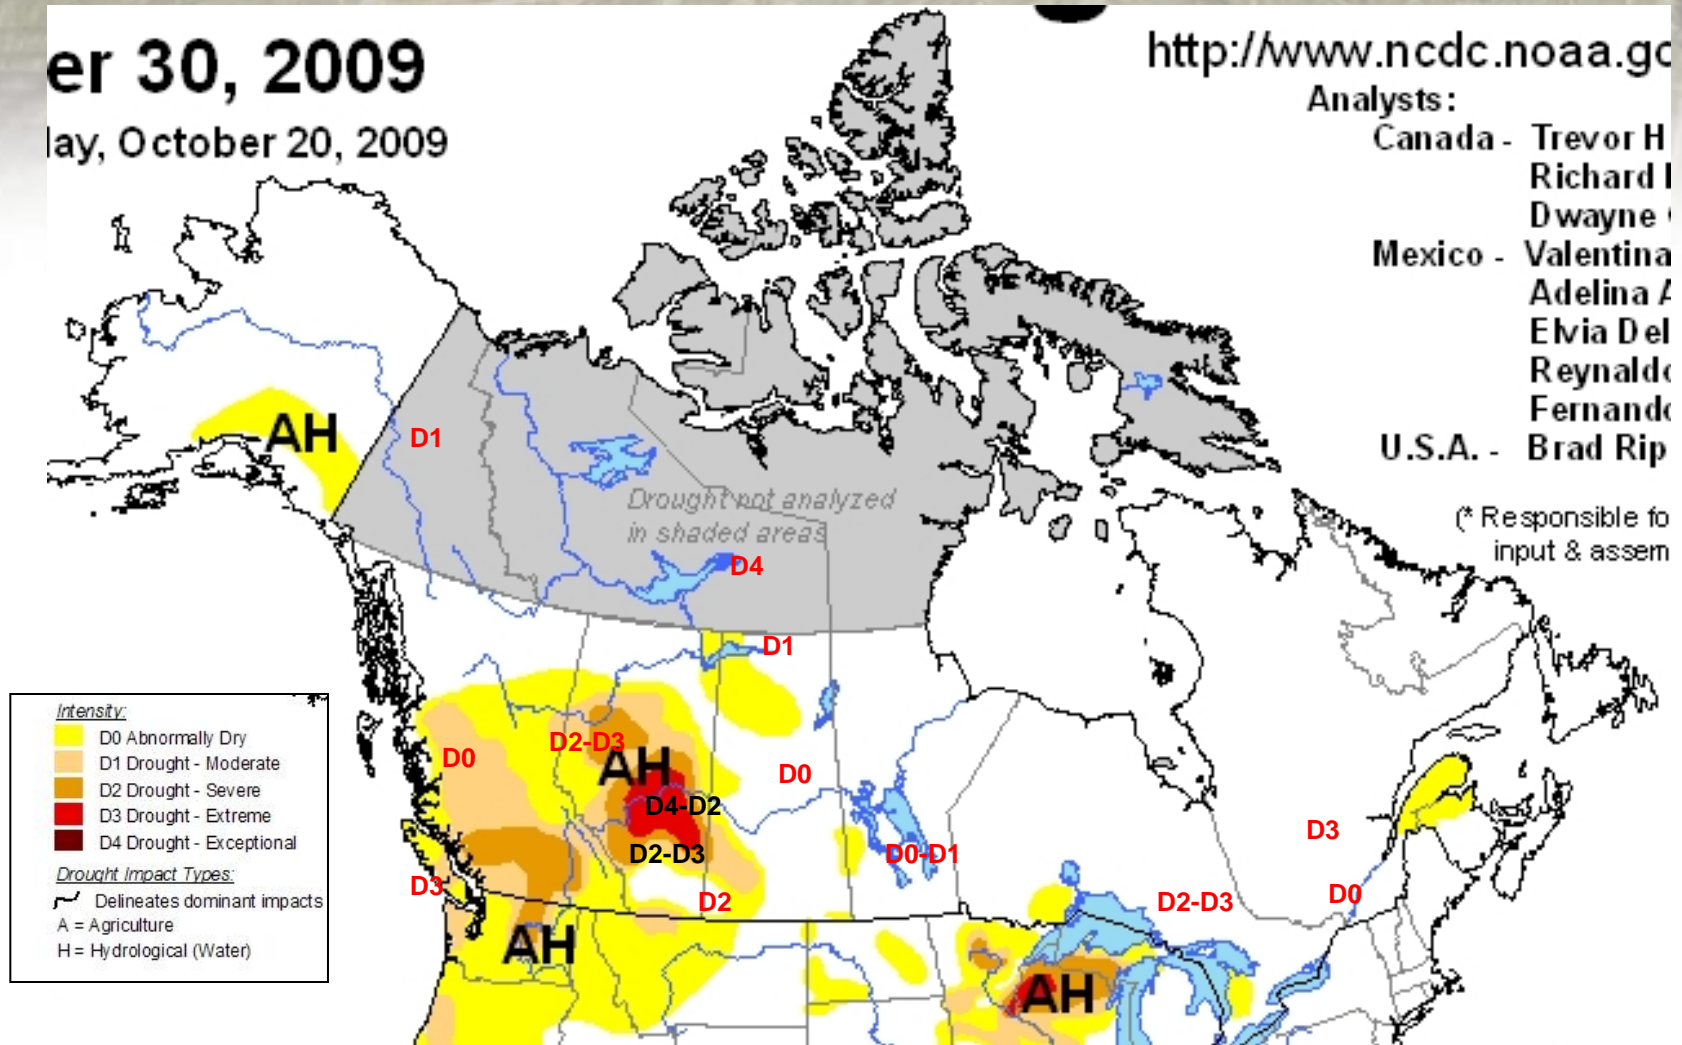 er 30, 2009
lay, October 20, 2009
http://www.ncdc.noaa.go
Analysts:
Canada - Trevor H
Richard
Dwayne
Mexico - Valentina
Adelina A
Elvia Del
Reynaldo
Fernando
U.S.A. - Brad Rip
(* Responsible fo
input & assem
AH
D1
Drought not analyzed
in shaded areas
D4
D1
D0
D2-D3
AH
D0
D4-D2
D2-D3
D0-D1
D3
D3
D2
D2-D3
D0
AH
AH
Intensity:
D0 Abnormally Dry
D1 Drought - Moderate
D2 Drought - Severe
D3 Drought - Extreme
D4 Drought - Exceptional
Drought Impact Types:
Delineates dominant impacts
A = Agriculture
H = Hydrological (Water)